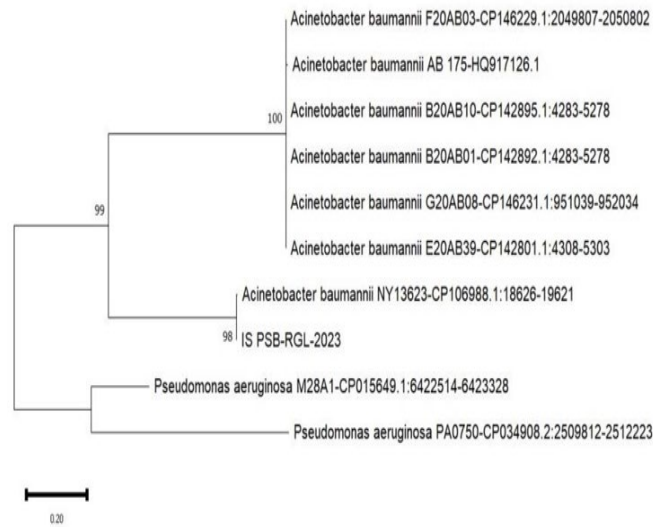 Acinetobacter baumannii F20AB03-CP146229.1:2049807-2050802
Acinetobacter baumannii AB 175-HQ917126.1
100
Acinetobacter baumannii B20AB10-CP142895.1:4283-5278
Acinetobacter baumannii B20AB01-CP142892.1:4283-5278
99
Acinetobacter baumannii G20AB08-CP146231.1:951039-952034
Acinetobacter baumannii E20AB39-CP142801.1:4308-5303
Acinetobacter baumannii NY13623-CP106988.1:18626-19621
98
IS PSB-RGL-2023
Pseudomonas aeruginosa M28A1-CP015649.1:6422514-6423328
Pseudomonas aeruginosa PA0750-CP034908.2:2509812-2512223
0.20